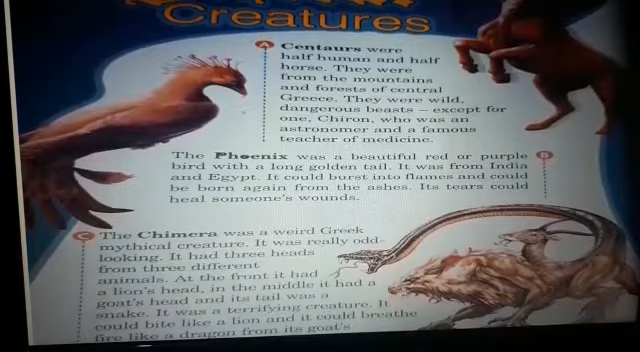 Creatures
A Centaurs were
half human and half
horse. They were
from the mountains
and forests of central
Greece. They were wild,
dangerous beasts – except for
one, Chiron, who was an
astronomer and a famous
teacher of medicine.
The Phoenix was a beautiful red or purple B
bird with a long golden tail. It was from India
and Egypt. It could burst into flames and could
be born again from the ashes. Its tears could
heal someone's wounds.
C The Chimera was a weird Greek
mythical creature. It was really odd-
looking. It had three heads
from three different
animals. At the front it had
a lion's head, in the middle it had a
goat's head and its tail was a
snake. It was a terrifying creature. It
could bite like a lion and it could breathe
fire like a dragon from its goat's